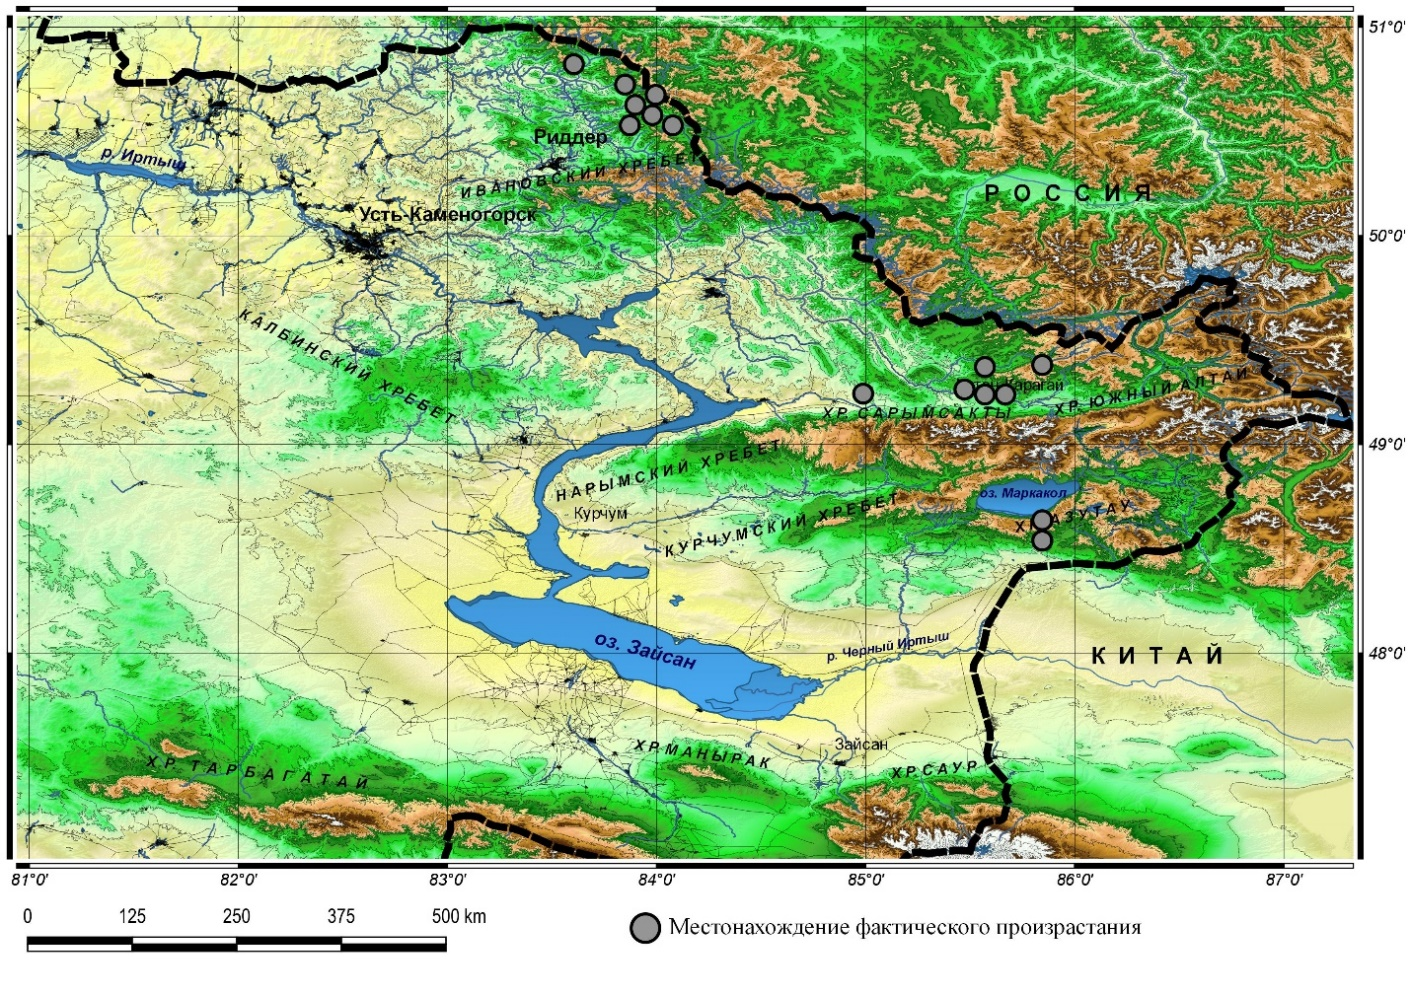 51°0'
р. Иртыш
Риддер
ИВАНОВСКИЙ ХРЕБЕТ
РОССИЯ
Усть-Каменогорск
50°0'
КАЛБИНСКИЙ ХРЕБЕТ
Карагай
ХР. САРЫМСАКТЫ
ХР. ЮЖНЫЙ АЛТАЙ
49°0'
НАРЫМСКИЙ ХРЕБЕТ
оз. Маркакол
Курчум
КУРЧУМСКИЙ ХРЕБЕТ
АЗУТАУ
оз. Зайсан
р. Черный Иртыш
КИТАЙ
48°0'
ХР.МАНЫРАК
Зайсан
ХР.САУР
ХР. ТАРБАГАТАЙ
81°0' 82°0' 83°0' 84°0' 85°0' 86°0' 87°0'
0 125 250 375 500 km
Местонахождение фактического произрастания